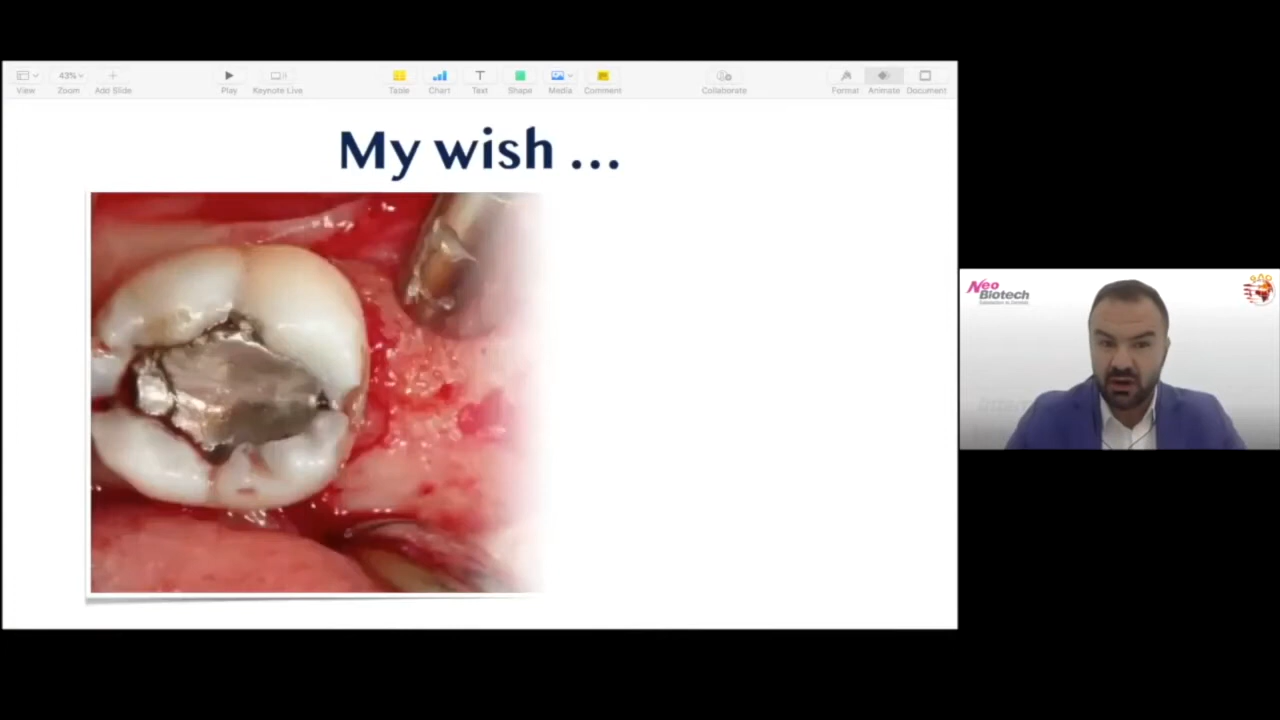 43%
View
Zoom
Add Slide
Play
Keynote Live
Table
Chart
Text
Shape
Media
Comment
Collaborate
Format
Animate
Document
My wish ...
Neo
Biotech